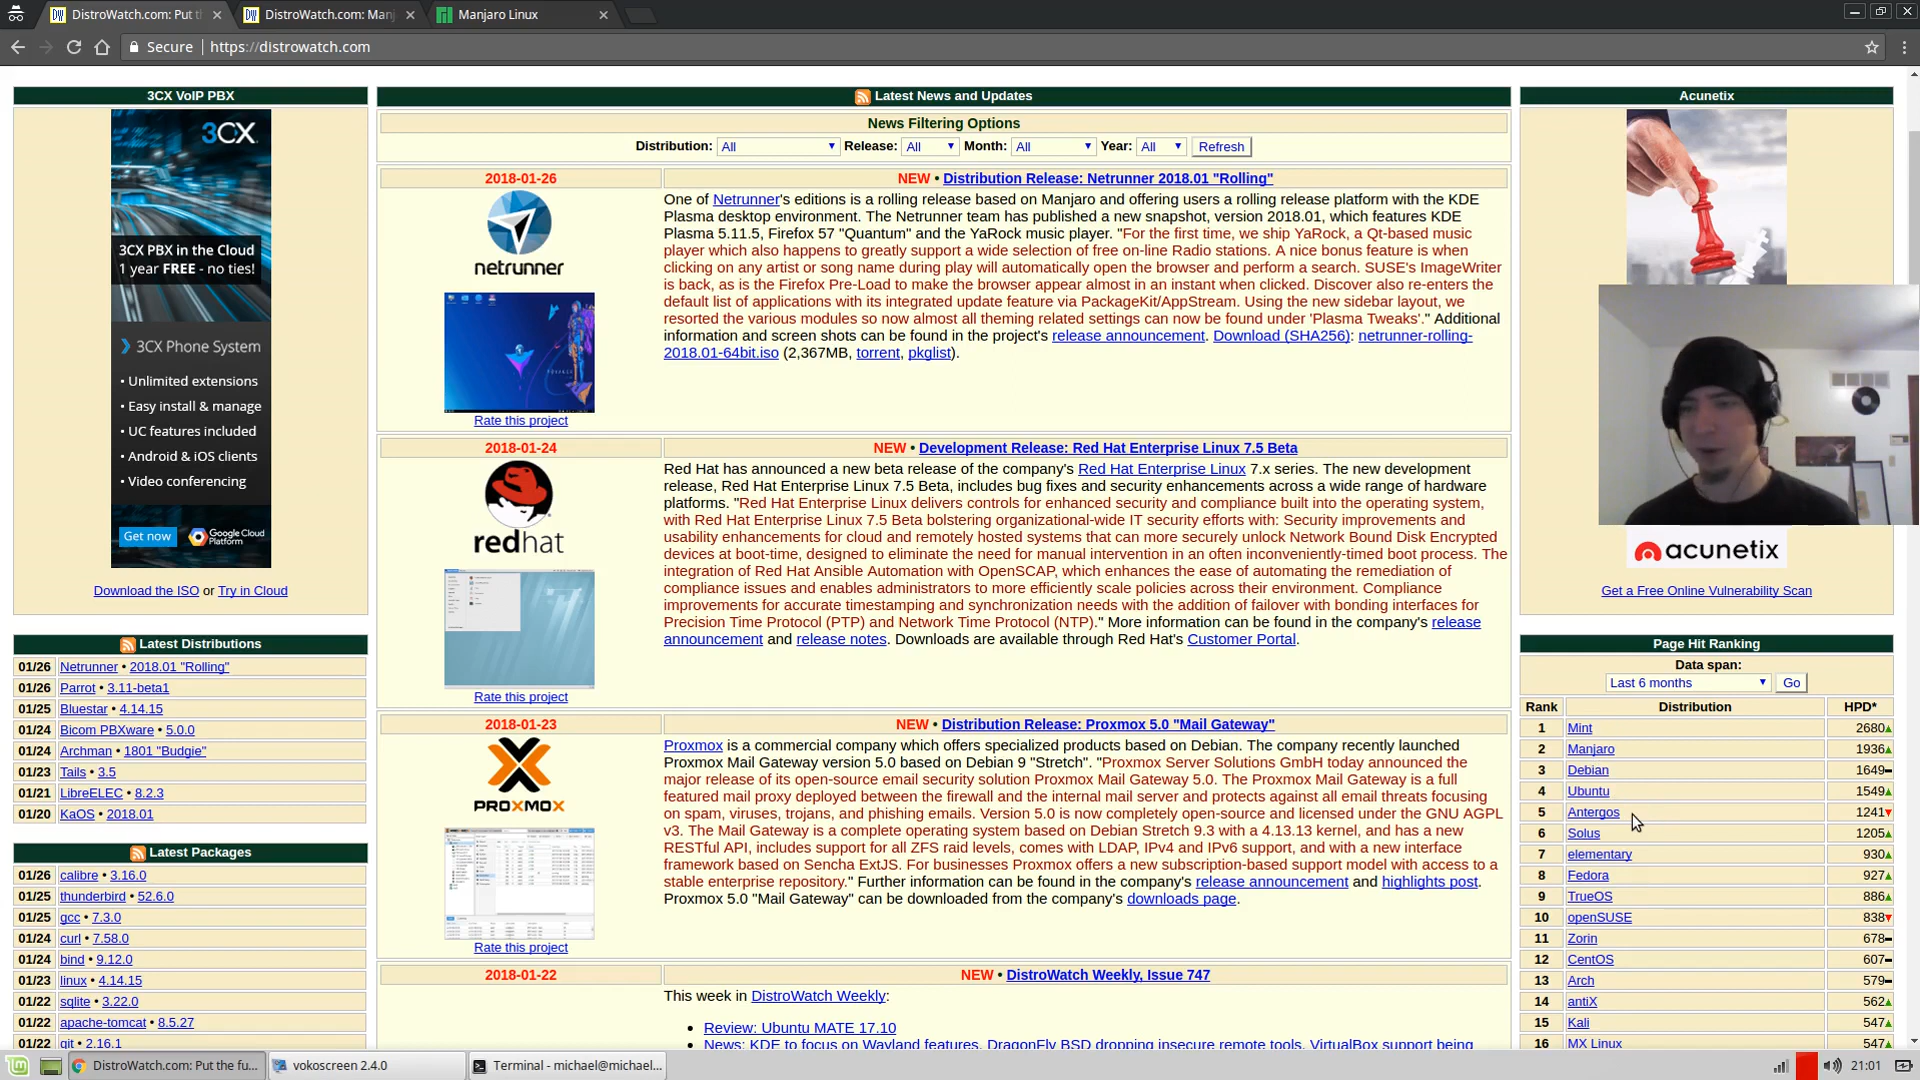 DistroWatch.com: Put t
DistroWatch.com: Manj
Manjaro Linux
Secure
https://distrowatch.com
3CX VoIP PBX
3CX
3CX PBX in the Cloud
1 year FREE - no ties!
3CX Phone System
• Unlimited extensions
• Easy install & manage
• UC features included
• Android & iOS clients
• Video conferencing
Get now
Google Cloud
Platform
Download the ISO or Try in Cloud
Latest Distributions
01/26 Netrunner • 2018.01 "Rolling"
01/26 Parrot • 3.11-beta1
01/25 Bluestar • 4.14.15
01/24 Bicom PBXware • 5.0.0
01/24 Archman • 1801 "Budgie"
01/23 Tails • 3.5
01/21 LibreELEC • 8.2.3
01/20 KaOS • 2018.01
Latest Packages
01/26 calibre • 3.16.0
01/25 thunderbird • 52.6.0
01/25 gcc • 7.3.0
01/24 curl • 7.58.0
01/24 bind • 9.12.0
01/23 linux • 4.14.15
01/22 sqlite • 3.22.0
01/22 apache-tomcat • 8.5.27
01/22 git • 2.16.1
Latest News and Updates
News Filtering Options
Distribution: All Release: All Month: All Year: All Refresh
2018-01-26
NEW • Distribution Release: Netrunner 2018.01 "Rolling"
netrunner
Rate this project
One of Netrunner's editions is a rolling release based on Manjaro and offering users a rolling release platform with the KDE
Plasma desktop environment. The Netrunner team has published a new snapshot, version 2018.01, which features KDE
Plasma 5.11.5, Firefox 57 "Quantum" and the YaRock music player. "For the first time, we ship YaRock, a Qt-based music
player which also happens to greatly support a wide selection of free on-line Radio stations. A nice bonus feature is when
clicking on any artist or song name during play will automatically open the browser and perform a search. SUSE's ImageWriter
is back, as is the Firefox Pre-Load to make the browser appear almost in an instant when clicked. Discover also re-enters the
default list of applications with its integrated update feature via PackageKit/AppStream. Using the new sidebar layout, we
resorted the various modules so now almost all theming related settings can now be found under 'Plasma Tweaks'." Additional
information and screen shots can be found in the project's release announcement. Download (SHA256): netrunner-rolling-
2018.01-64bit.iso (2,367MB, torrent, pkglist).
2018-01-24
NEW • Development Release: Red Hat Enterprise Linux 7.5 Beta
redhat
Rate this project
Red Hat has announced a new beta release of the company's Red Hat Enterprise Linux 7.x series. The new development
release, Red Hat Enterprise Linux 7.5 Beta, includes bug fixes and security enhancements across a wide range of hardware
platforms. "Red Hat Enterprise Linux delivers controls for enhanced security and compliance built into the operating system,
with Red Hat Enterprise Linux 7.5 Beta bolstering organizational-wide IT security efforts with: Security improvements and
usability enhancements for cloud and remotely hosted systems that can more securely unlock Network Bound Disk Encrypted
devices at boot-time, designed to eliminate the need for manual intervention in an often inconveniently-timed boot process. The
integration of Red Hat Ansible Automation with OpenSCAP, which enhances the ease of automating the remediation of
compliance issues and enables administrators to more efficiently scale policies across their environment. Compliance
improvements for accurate timestamping and synchronization needs with the addition of failover with bonding interfaces for
Precision Time Protocol (PTP) and Network Time Protocol (NTP)." More information can be found in the company's release
announcement and release notes. Downloads are available through Red Hat's Customer Portal.
2018-01-23
NEW • Distribution Release: Proxmox 5.0 "Mail Gateway"
PROXMOX
Rate this project
Proxmox is a commercial company which offers specialized products based on Debian. The company recently launched
Proxmox Mail Gateway version 5.0 based on Debian 9 "Stretch". "Proxmox Server Solutions GmbH today announced the
major release of its open-source email security solution Proxmox Mail Gateway 5.0. The Proxmox Mail Gateway is a full
featured mail proxy deployed between the firewall and the internal mail server and protects against all email threats focusing
on spam, viruses, trojans, and phishing emails. Version 5.0 is now completely open-source and licensed under the GNU AGPL
v3. The Mail Gateway is a complete operating system based on Debian Stretch 9.3 with a 4.13.13 kernel, and has a new
RESTful API, includes support for all ZFS raid levels, comes with LDAP, IPv4 and IPv6 support, and with a new interface
framework based on Sencha ExtJS. For businesses Proxmox offers a new subscription-based support model with access to a
stable enterprise repository." Further information can be found in the company's release announcement and highlights post.
Proxmox 5.0 "Mail Gateway" can be downloaded from the company's downloads page.
2018-01-22
NEW • DistroWatch Weekly, Issue 747
This week in DistroWatch Weekly:
• Review: Ubuntu MATE 17.10
• News: KDE to focus on Wayland features, DragonFly BSD dropping insecure remote tools, VirtualBox support being
Acunetix
acunetix
Get a Free Online Vulnerability Scan
Page Hit Ranking
Data span:
Last 6 months Go
Rank Distribution HPD*
1 Mint 2680
2 Manjaro 1936
3 Debian 1649
4 Ubuntu 1549
5 Antergos 1241
6 Solus 1205
7 elementary 930
8 Fedora 927
9 TrueOS 886
10 openSUSE 838
11 Zorin 678
12 CentOS 607
13 Arch 579
14 antiX 562
15 Kali 547
16 MX Linux 547
DistroWatch.com: Put the fu...
vokoscreen 2.4.0
Terminal - michael@michael...
21:01